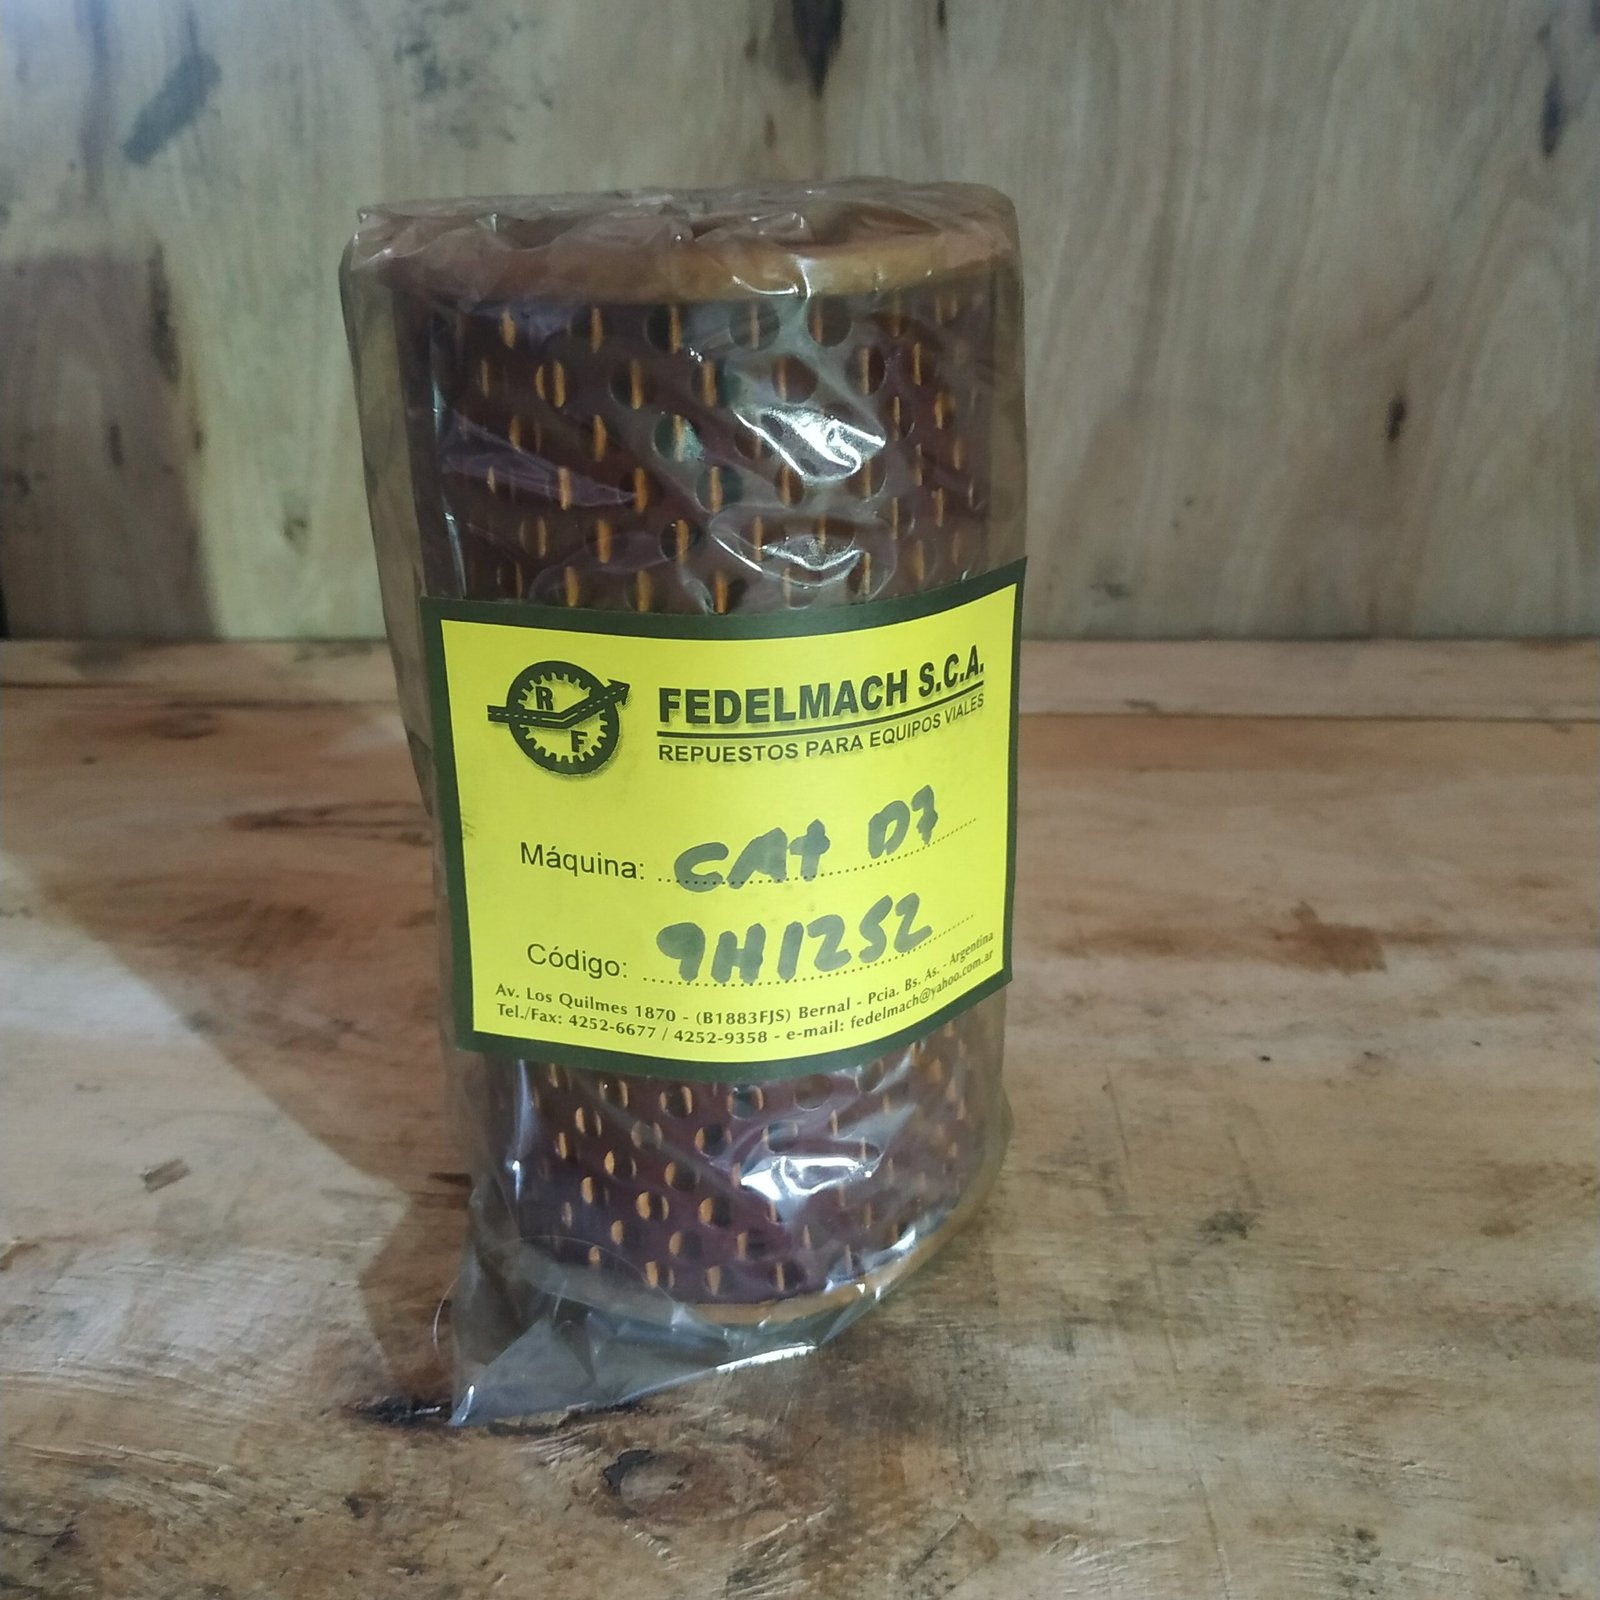 R
F
FEDELMACH S.C.A.
REPUESTOS PARA EQUIPOS VIALES
Máquina: CAt D7
Código: 9H1252
Av. Los Quilmes 1870 - (B1883FJS) Bernal - Pcia. Bs. As. - Argentina
Tel./Fax: 4252-6677 / 4252-9358 - e-mail: fedelmach@yahoo.com.ar